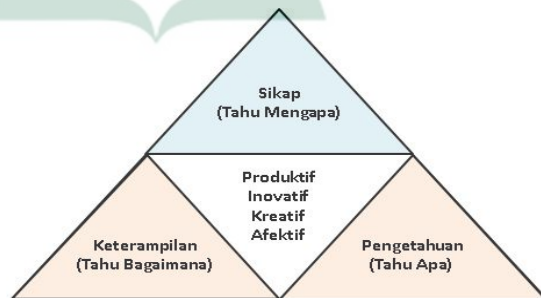 Sikap
(Tahu Mengapa)
Produktif
Inovatif
Kreatif
Afektif
Keterampilan
(Tahu Bagaimana)
Pengetahuan
(Tahu Apa)